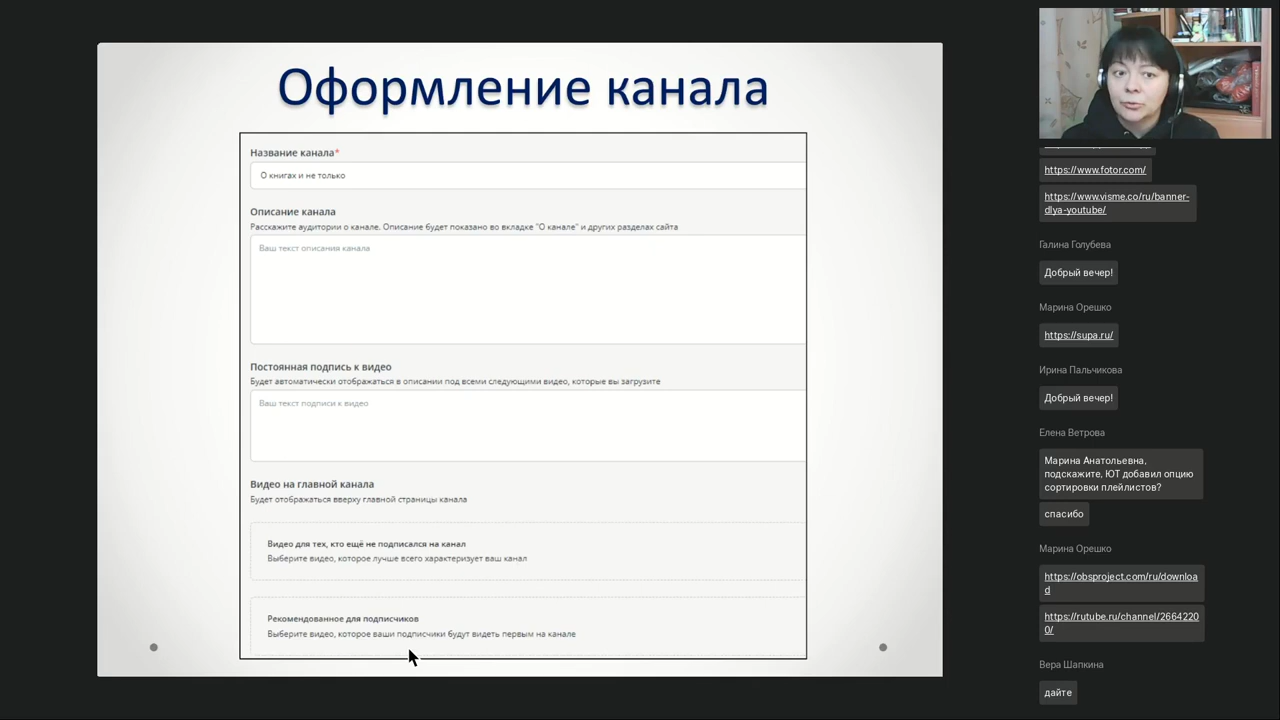 Оформление канала
Название канала*
О книгах и не только
Описание канала
Расскажите аудитории о канале. Описание будет показано во вкладке "О канале" и других разделах сайта
Ваш текст описания канала
Постоянная подпись к видео
Будет автоматически отображаться в описании под всеми следующими видео, которые вы загрузите
Ваш текст подписи к видео
Видео на главной канала
Будет отображаться вверху главной страницы канала
Видео для тех, кто ещё не подписался на канал
Выберите видео, которое лучше всего характеризует ваш канал
Рекомендованное для подписчиков
Выберите видео, которое ваши подписчики будут видеть первым на канале
https://www.fotor.com/
https://www.visme.co/ru/banner-
dlya-youtube/
Галина Голубева
Добрый вечер!
Марина Орешко
https://supa.ru/
Ирина Пальчикова
Добрый вечер!
Елена Ветрова
Марина Анатольевна,
подскажите, ЮТ добавил опцию
сортировки плейлистов?
спасибо
Марина Орешко
https://obsproject.com/ru/downloa
d
https://rutube.ru/channel/2664220
0/
Вера Шапкина
дайте